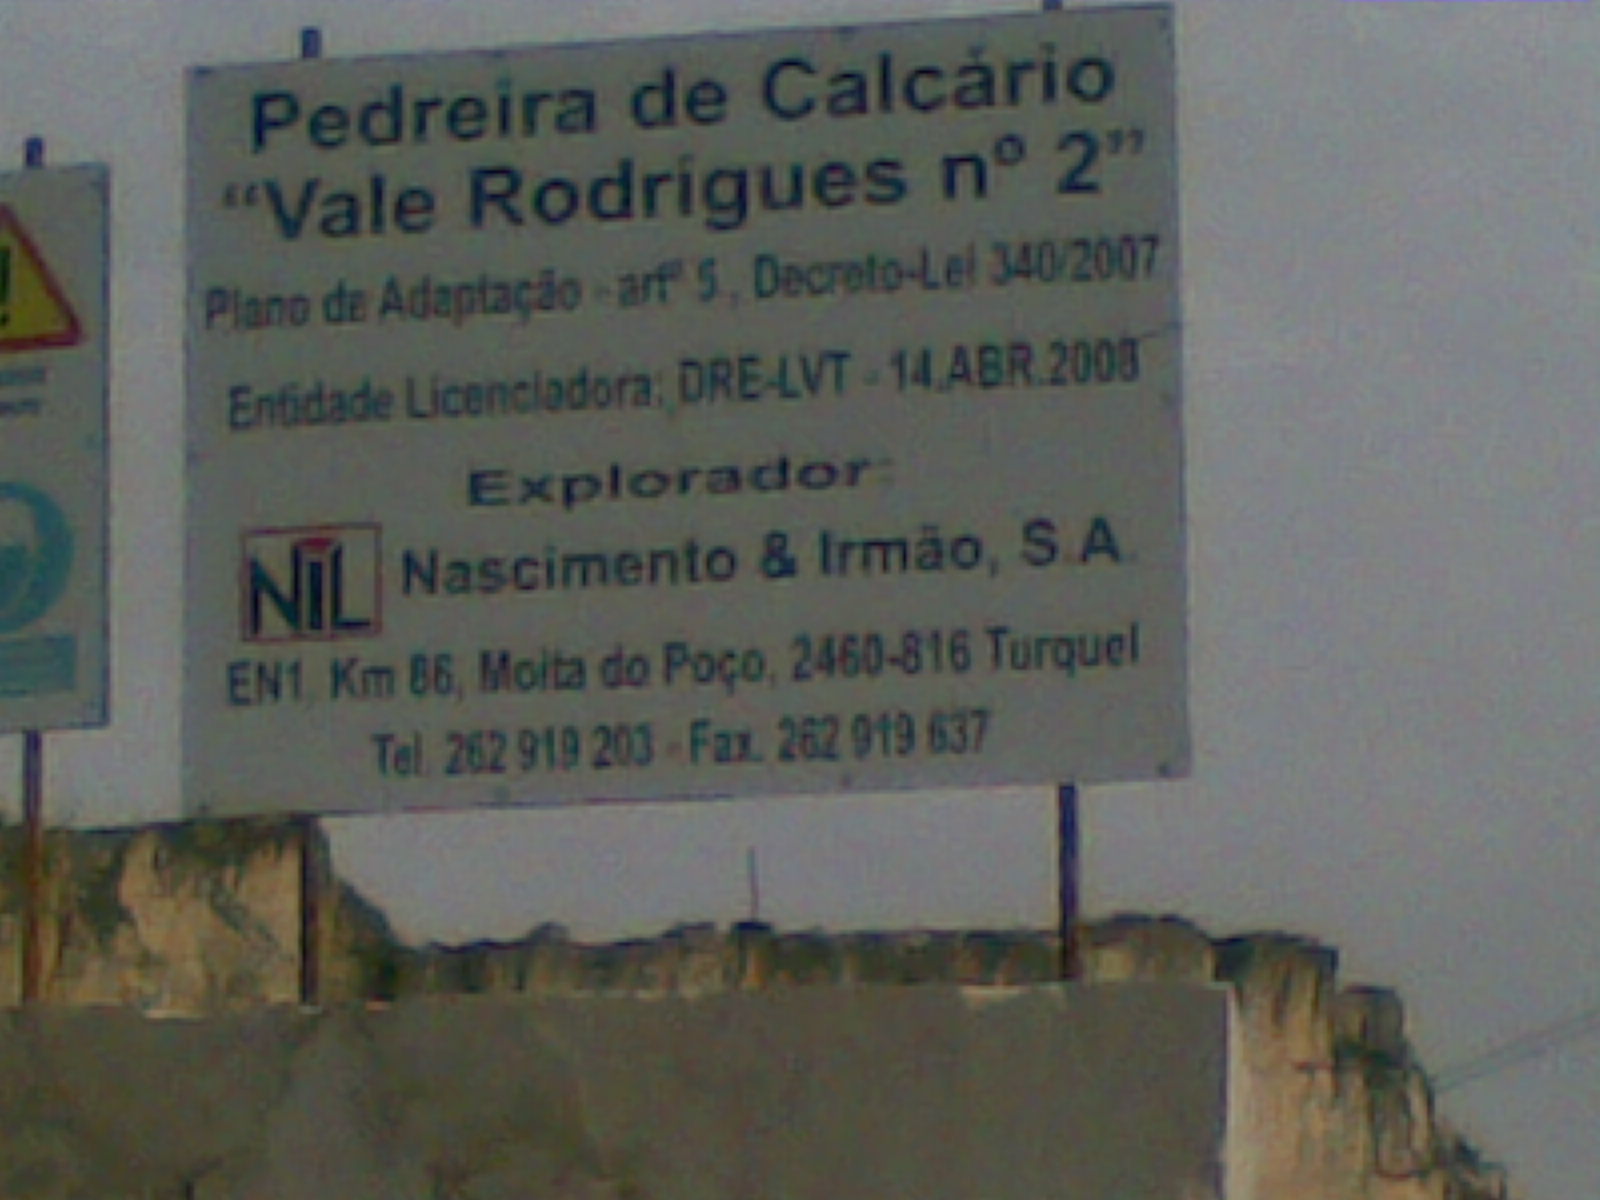 Pedreira de Calcário
“Vale Rodrigues nº 2”
Plano de Adaptação - artº 5., Decreto-Lei 340/2007
Entidade Licenciadora: DRE-LVT - 14.ABR.2008
Explorador:
NIL Nascimento & Irmão, S.A.
EN1, Km 86, Moita do Poço, 2460-816 Turquel
Tel. 262 919 203 - Fax. 262 919 637
!